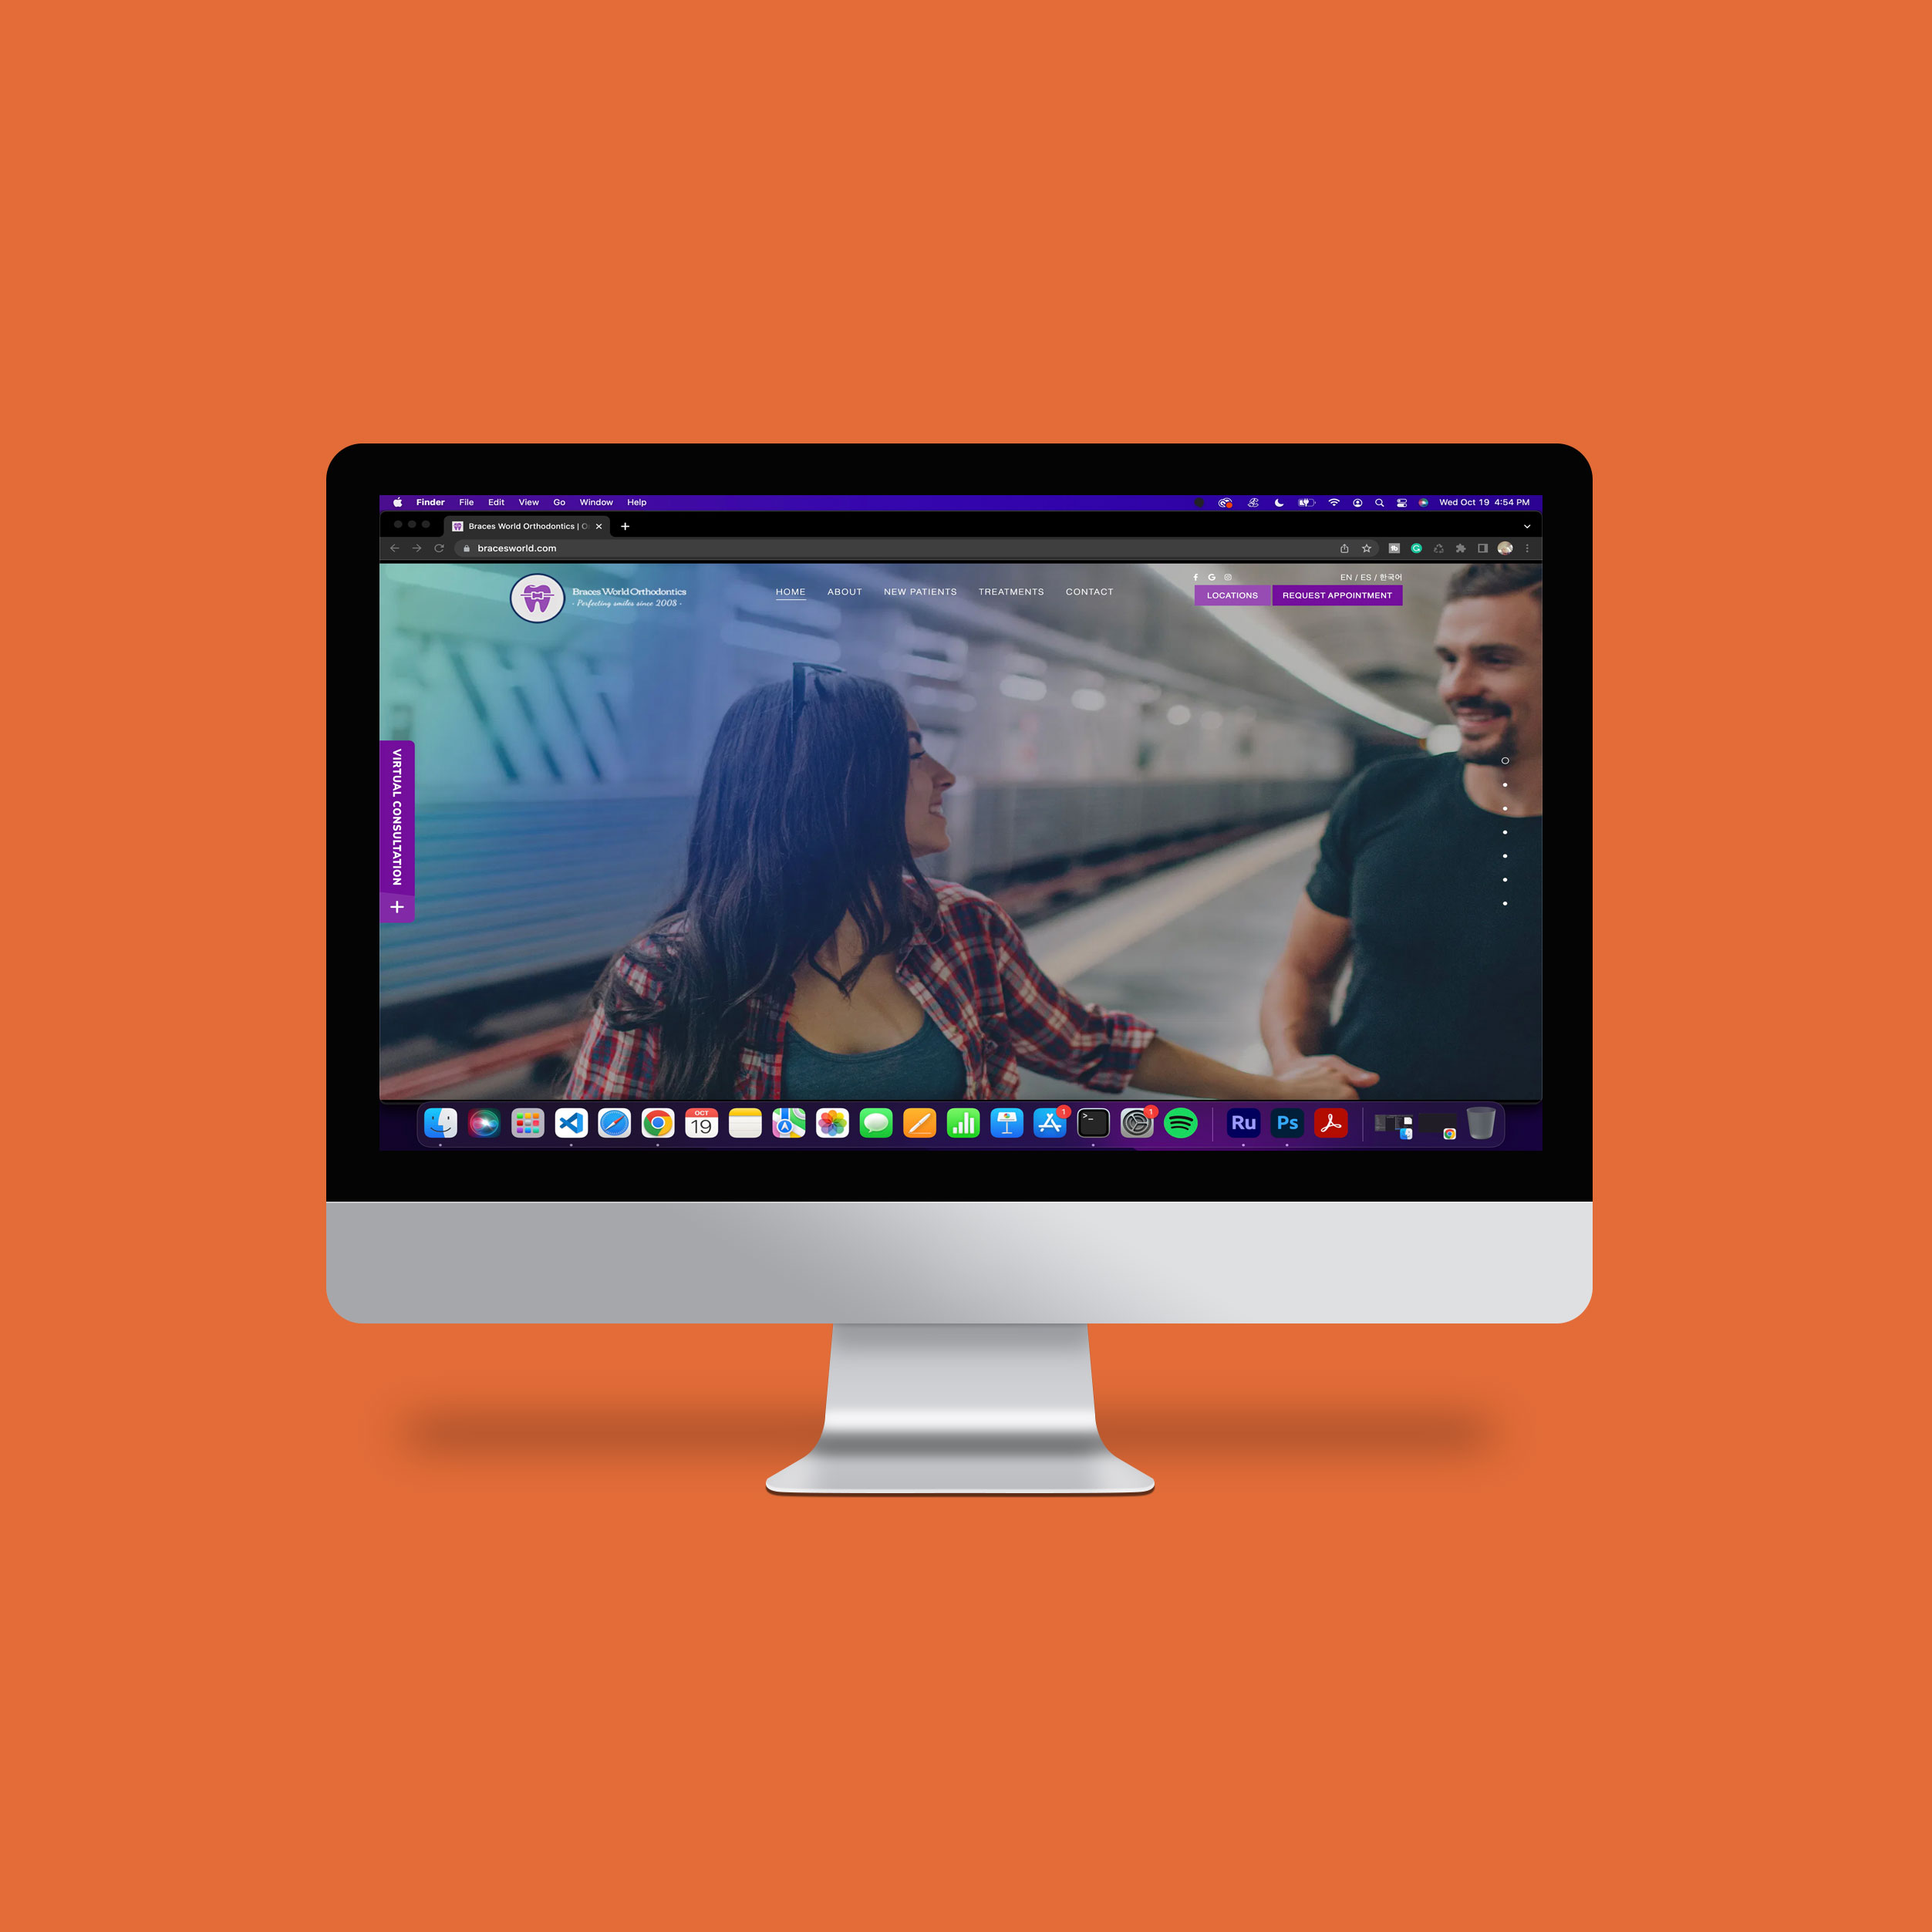 Finder File Edit View Go Window Help Wed Oct 19 4:54 PM
Braces World Orthodontics | O
bracesworld.com
EN / ES / 한국어
Braces World Orthodontics
- Perfecting smiles since 2008 -
HOME ABOUT NEW PATIENTS TREATMENTS CONTACT
LOCATIONS REQUEST APPOINTMENT
VIRTUAL CONSULTATION
OCT
19
1
1
Ru
Ps